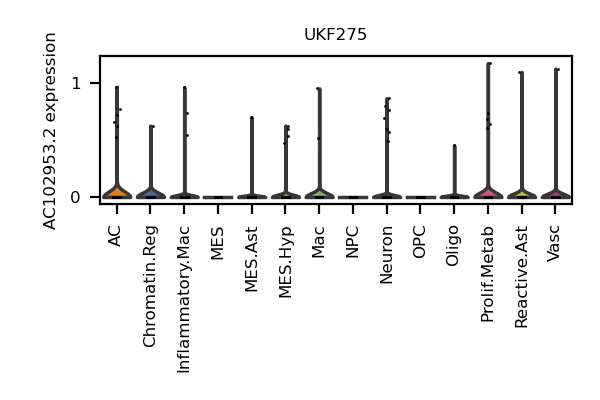 UKF275
AC102953.2 expression
1
0
AC
Chromatin.Reg
Inflammatory.Mac
MES
MES.Ast
MES.Hyp
Mac
NPC
Neuron
OPC
Oligo
Prolif.Metab
Reactive.Ast
Vasc